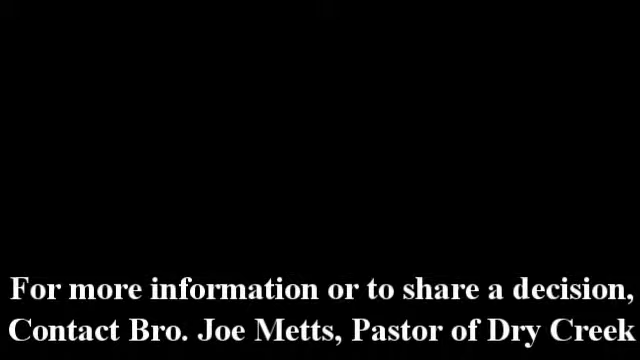 For more information or to share a decision,
Contact Bro. Joe Metts, Pastor of Dry Creek